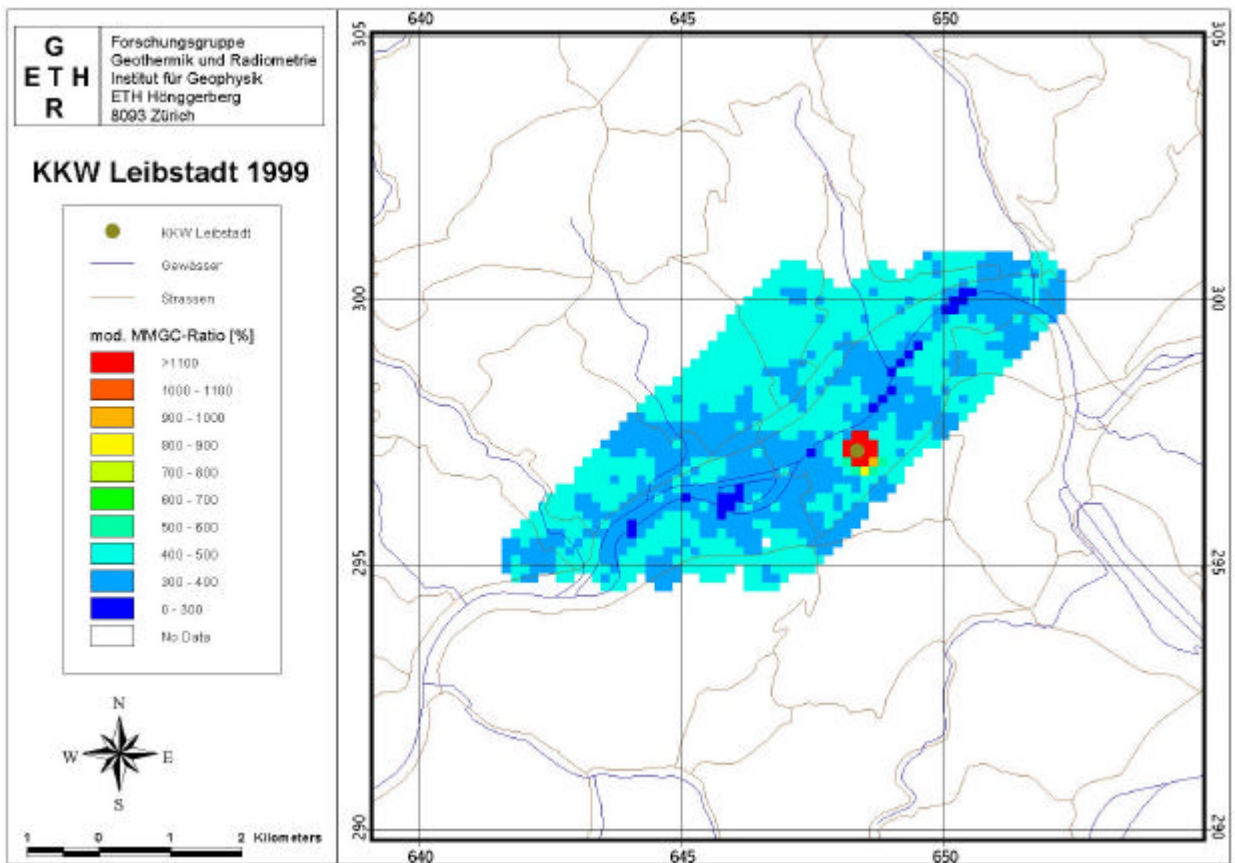 G
E T H
R
Forschungsgruppe
Geothermik und Radiometrie
Institut für Geophysik
ETH Hönggerberg
8093 Zürich
KKW Leibstadt 1999
KKW Leibstadt
Gewässer
Strassen
mod. MMGC-Ratio [%]
>1100
1000 - 1100
900 - 1000
800 - 900
700 - 800
600 - 700
500 - 600
400 - 500
300 - 400
0 - 300
No Data
N
W E
S
1 0 1 2 Kilometers
640 645 650
305 305
300 300
295 295
290 290
640 645 650